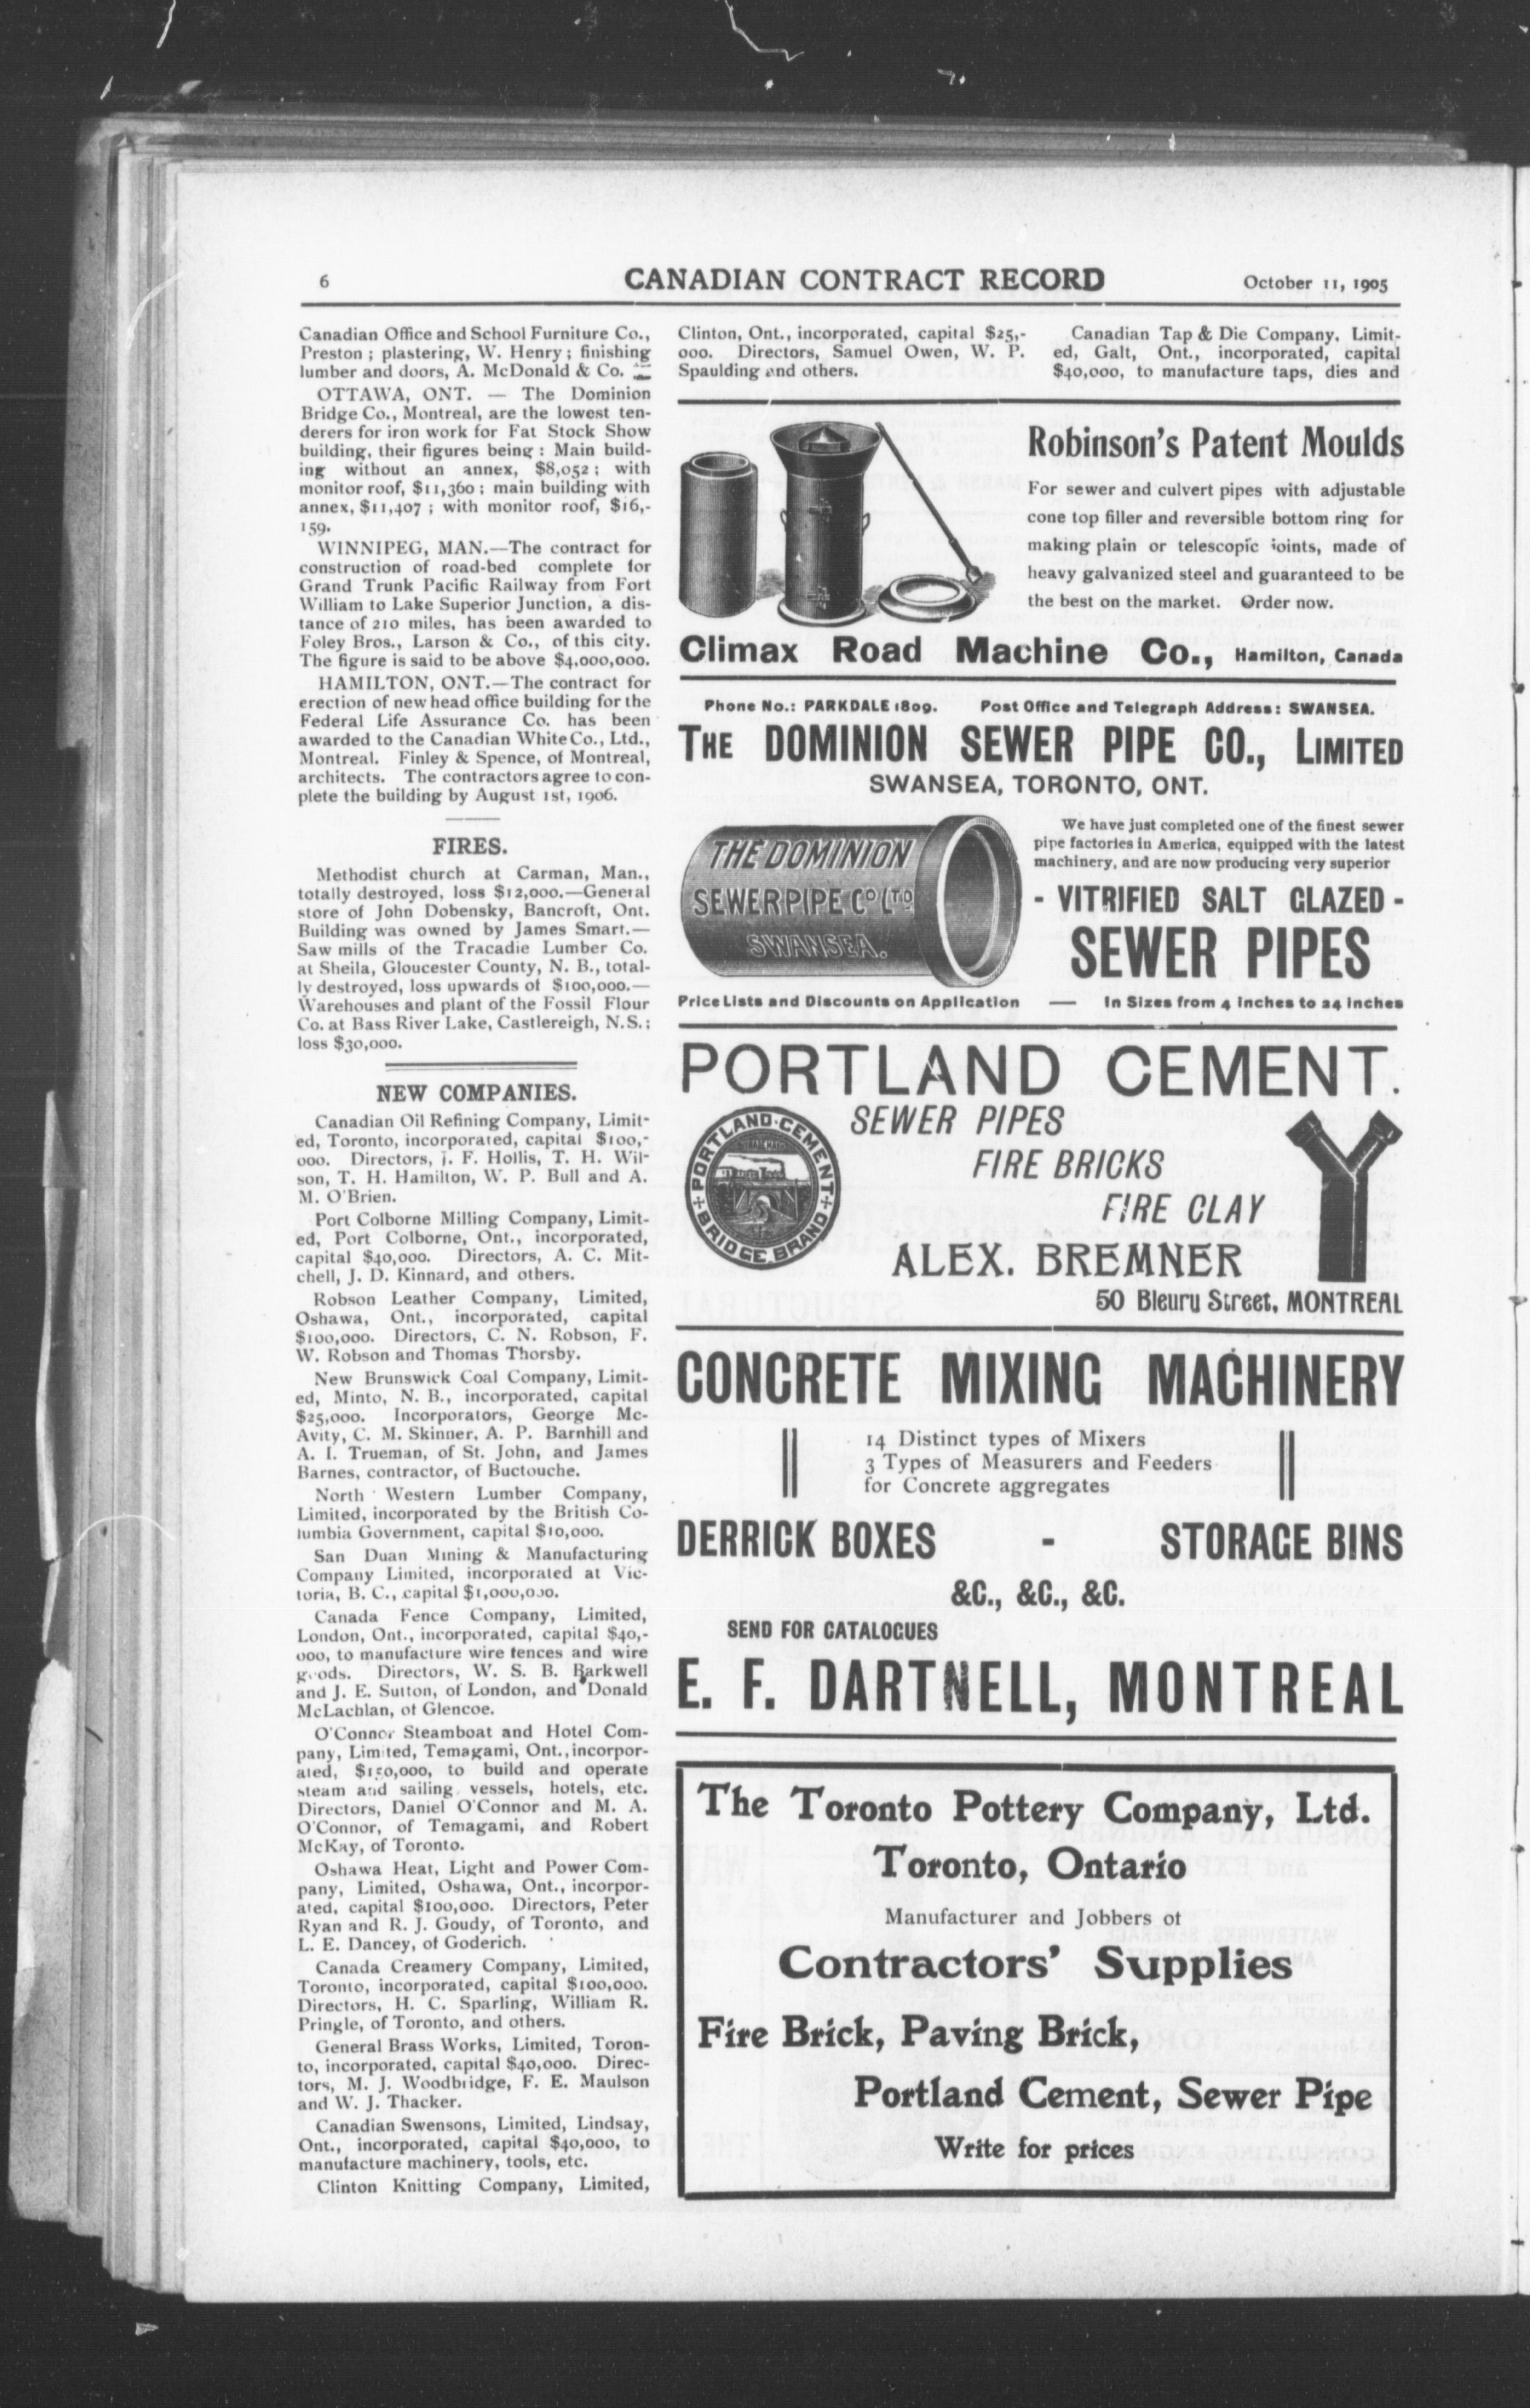 6
CANADIAN CONTRACT RECORD
October 11, 1905
Canadian Office and School Furniture Co.,
Preston ; plastering, W. Henry ; finishing
lumber and doors, A. McDonald & Co.
OTTAWA, ONT. — The Dominion
Bridge Co., Montreal, are the lowest ten-
derers for iron work for Fat Stock Show
building, their figures being : Main build-
ing without an annex, $8,052 ; with
monitor roof, $11,360 ; main building with
annex, $11,407 ; with monitor roof, $16,-
159.
WINNIPEG, MAN.—The contract for
construction of road-bed complete for
Grand Trunk Pacific Railway from Fort
William to Lake Superior Junction, a dis-
tance of 210 miles, has been awarded to
Foley Bros., Larson & Co., of this city.
The figure is said to be above $4,000,000.
HAMILTON, ONT.—The contract for
erection of new head office building for the
Federal Life Assurance Co. has been
awarded to the Canadian White Co., Ltd.,
Montreal. Finley & Spence, of Montreal,
architects. The contractors agree to con-
plete the building by August 1st, 1906.
FIRES.
Methodist church at Carman, Man.,
totally destroyed, loss $12,000.—General
store of John Dobensky, Bancroft, Ont.
Building was owned by James Smart.—
Saw mills of the Tracadie Lumber Co.
at Sheila, Gloucester County, N. B., total-
ly destroyed, loss upwards of $100,000.—
Warehouses and plant of the Fossil Flour
Co. at Bass River Lake, Castlereigh, N.S.;
loss $30,000.
NEW COMPANIES.
Canadian Oil Refining Company, Limit-
ed, Toronto, incorporated, capital $100,-
000. Directors, J. F. Hollis, T. H. Wil-
son, T. H. Hamilton, W. P. Bull and A.
M. O'Brien.
Port Colborne Milling Company, Limit-
ed, Port Colborne, Ont., incorporated,
capital $40,000. Directors, A. C. Mit-
chell, J. D. Kinnard, and others.
Robson Leather Company, Limited,
Oshawa, Ont., incorporated, capital
$100,000. Directors, C. N. Robson, F.
W. Robson and Thomas Thorsby.
New Brunswick Coal Company, Limit-
ed, Minto, N. B., incorporated, capital
$25,000. Incorporators, George Mc-
Avity, C. M. Skinner, A. P. Barnhill and
A. I. Trueman, of St. John, and James
Barnes, contractor, of Buctouche.
North Western Lumber Company,
Limited, incorporated by the British Co-
lumbia Government, capital $10,000.
San Duan Mining & Manufacturing
Company Limited, incorporated at Vic-
toria, B. C., capital $1,000,000.
Canada Fence Company, Limited,
London, Ont., incorporated, capital $40,-
000, to manufacture wire fences and wire
goods. Directors, W. S. B. Barkwell
and J. E. Sutton, of London, and Donald
McLachlan, of Glencoe.
O'Connor Steamboat and Hotel Com-
pany, Limited, Temagami, Ont., incorpor-
ated, $150,000, to build and operate
steam and sailing vessels, hotels, etc.
Directors, Daniel O'Connor and M. A.
O'Connor, of Temagami, and Robert
McKay, of Toronto.
Oshawa Heat, Light and Power Com-
pany, Limited, Oshawa, Ont., incorpor-
ated, capital $100,000. Directors, Peter
Ryan and R. J. Goudy, of Toronto, and
L. E. Dancey, of Goderich.
Canada Creamery Company, Limited,
Toronto, incorporated, capital $100,000.
Directors, H. C. Sparling, William R.
Pringle, of Toronto, and others.
General Brass Works, Limited, Toron-
to, incorporated, capital $40,000. Direc-
tors, M. J. Woodbridge, F. E. Maulson
and W. J. Thacker.
Canadian Swensons, Limited, Lindsay,
Ont., incorporated, capital $40,000, to
manufacture machinery, tools, etc.
Clinton Knitting Company, Limited,
Clinton, Ont., incorporated, capital $25,-
000. Directors, Samuel Owen, W. P.
Spaulding and others.
Canadian Tap & Die Company, Limit-
ed, Galt, Ont., incorporated, capital
$40,000, to manufacture taps, dies and
Robinson's Patent Moulds
For sewer and culvert pipes with adjustable
cone top filler and reversible bottom ring for
making plain or telescopic joints, made of
heavy galvanized steel and guaranteed to be
the best on the market. Order now.
Climax Road Machine Co., Hamilton, Canada
Phone No.: PARKDALE 1809. Post Office and Telegraph Address: SWANSEA.
THE DOMINION SEWER PIPE CO., LIMITED
SWANSEA, TORONTO, ONT.
THE DOMINION
SEWER PIPE CO LTD
SWANSEA.
We have just completed one of the finest sewer
pipe factories in America, equipped with the latest
machinery, and are now producing very superior
- VITRIFIED SALT GLAZED -
SEWER PIPES
Price Lists and Discounts on Application — In Sizes from 4 Inches to 24 Inches
PORTLAND CEMENT.
PORTLAND CEMENT
BRIDGE BRAND
SEWER PIPES
FIRE BRICKS
FIRE CLAY
ALEX. BREMNER
50 Bleury Street, MONTREAL
CONCRETE MIXING MACHINERY
14 Distinct types of Mixers
3 Types of Measurers and Feeders
for Concrete aggregates
DERRICK BOXES - STORAGE BINS
&C., &C., &C.
SEND FOR CATALOGUES
E. F. DARTNELL, MONTREAL
The Toronto Pottery Company, Ltd.
Toronto, Ontario
Manufacturer and Jobbers of
Contractors' Supplies
Fire Brick, Paving Brick,
Portland Cement, Sewer Pipe
Write for prices